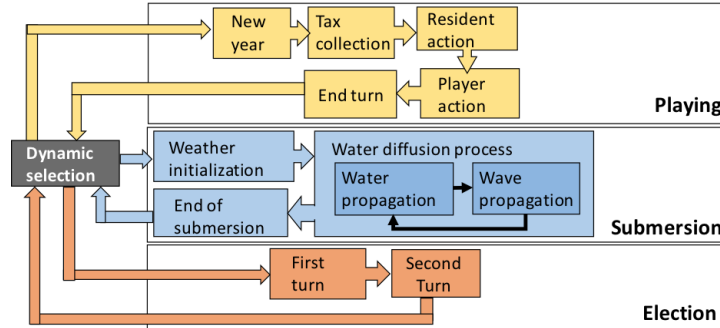 New
year
Tax
collection
Resident
action
Player
action
End turn
Playing
Dynamic
selection
Weather
initialization
Water diffusion process
Water
propagation
Wave
propagation
End of
submersion
Submersion
First
turn
Second
Turn
Election